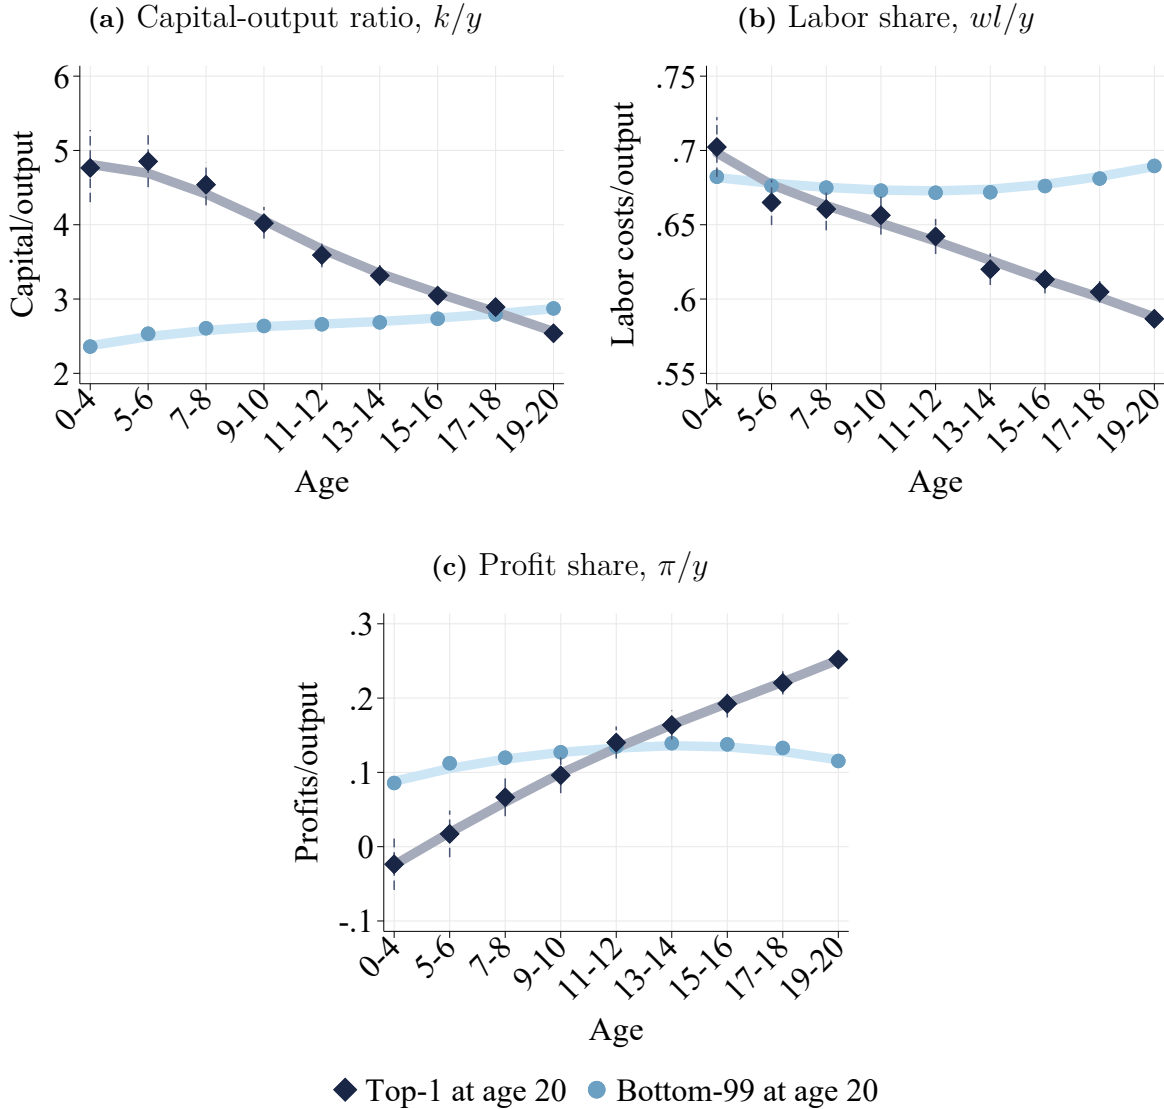 (a) Capital-output ratio, k/y
Capital/output
6
5
4
3
2
0-4 5-6 7-8 9-10 11-12 13-14 15-16 17-18 19-20
Age
(b) Labor share, wl/y
Labor costs/output
.75
.7
.65
.6
.55
0-4 5-6 7-8 9-10 11-12 13-14 15-16 17-18 19-20
Age
(c) Profit share, π/y
Profits/output
.3
.2
.1
0
-.1
0-4 5-6 7-8 9-10 11-12 13-14 15-16 17-18 19-20
Age
Top-1 at age 20 Bottom-99 at age 20